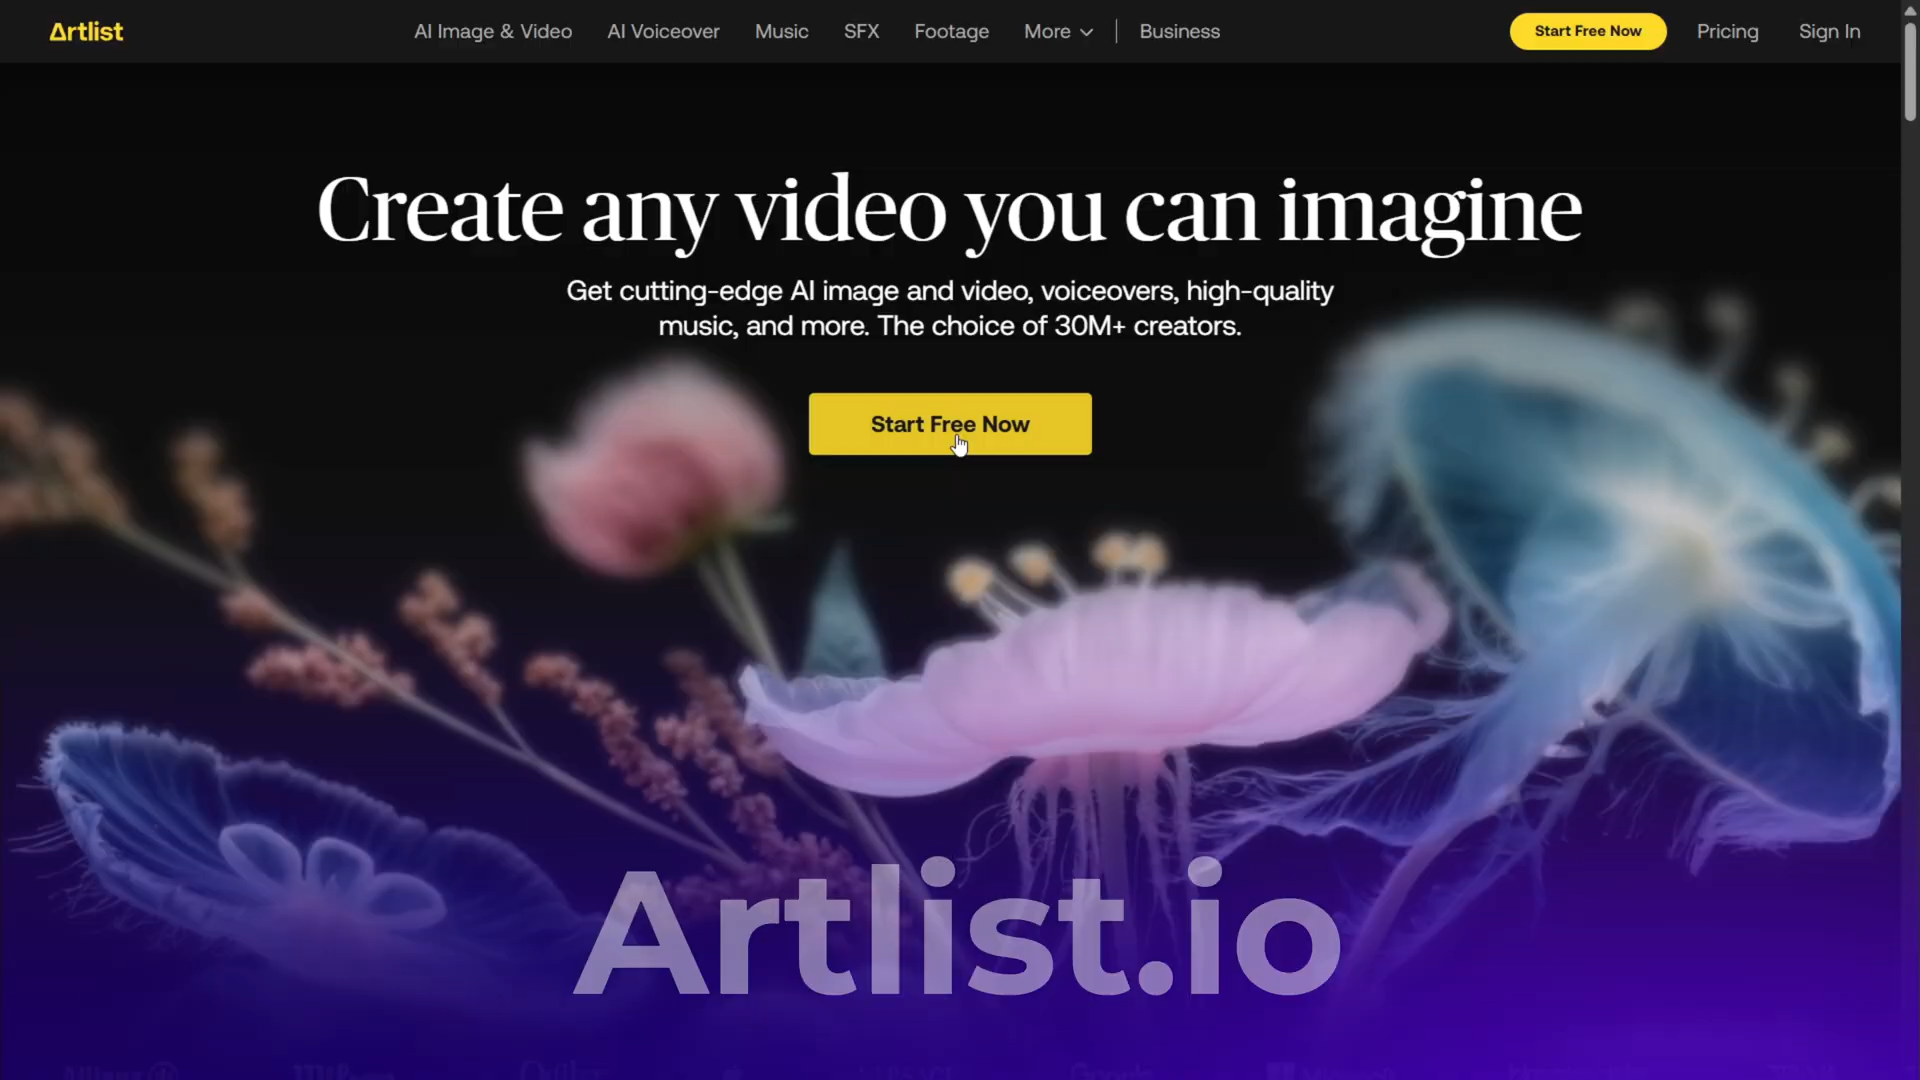 Artlist
AI Image & Video
AI Voiceover
Music
SFX
Footage
More
Business
Start Free Now
Pricing
Sign In
Create any video you can imagine
Get cutting-edge AI image and video, voiceovers, high-quality
music, and more. The choice of 30M+ creators.
Start Free Now
Artlist.io
Google
Microsoft